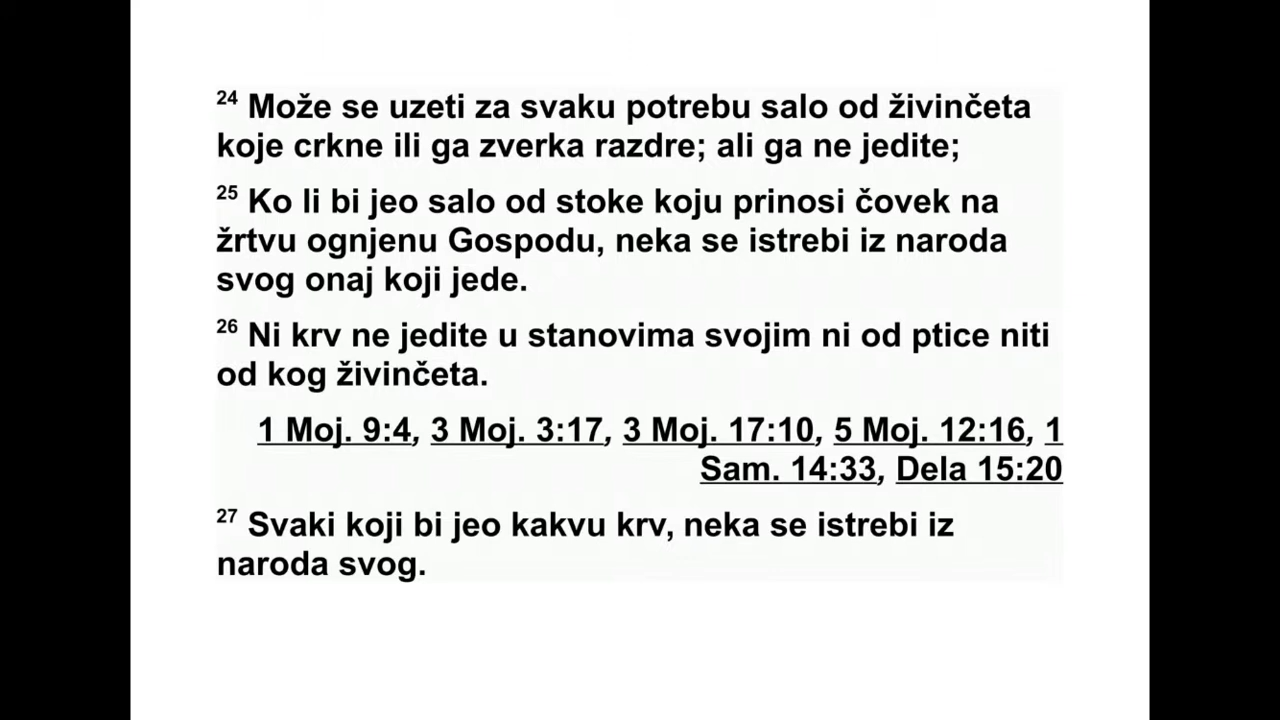 24 Može se uzeti za svaku potrebu salo od živinčeta
koje crkne ili ga zverka razdre; ali ga ne jedite;
25 Ko li bi jeo salo od stoke koju prinosi čovek na
žrtvu ognjenu Gospodu, neka se istrebi iz naroda
svog onaj koji jede.
26 Ni krv ne jedite u stanovima svojim ni od ptice niti
od kog živinčeta.
1 Moj. 9:4, 3 Moj. 3:17, 3 Moj. 17:10, 5 Moj. 12:16, 1
Sam. 14:33, Dela 15:20
27 Svaki koji bi jeo kakvu krv, neka se istrebi iz
naroda svog.